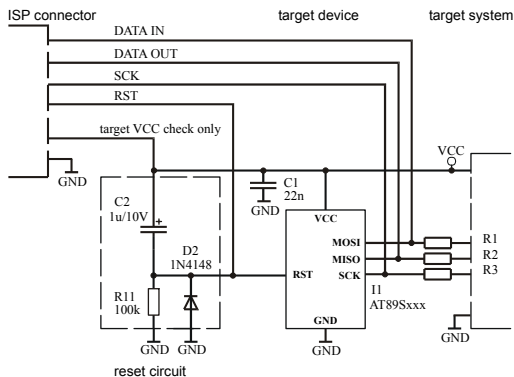 ISP connector
target device
target system
DATA IN
DATA OUT
SCK
RST
target VCC check only
GND
VCC
C2
1u/10V
+
C1
22n
GND
VCC
D2
1N4148
RST
MOSI
MISO
SCK
R1
R2
R3
I1
AT89Sxxx
R11
100k
GND
GND
GND
GND
GND
reset circuit